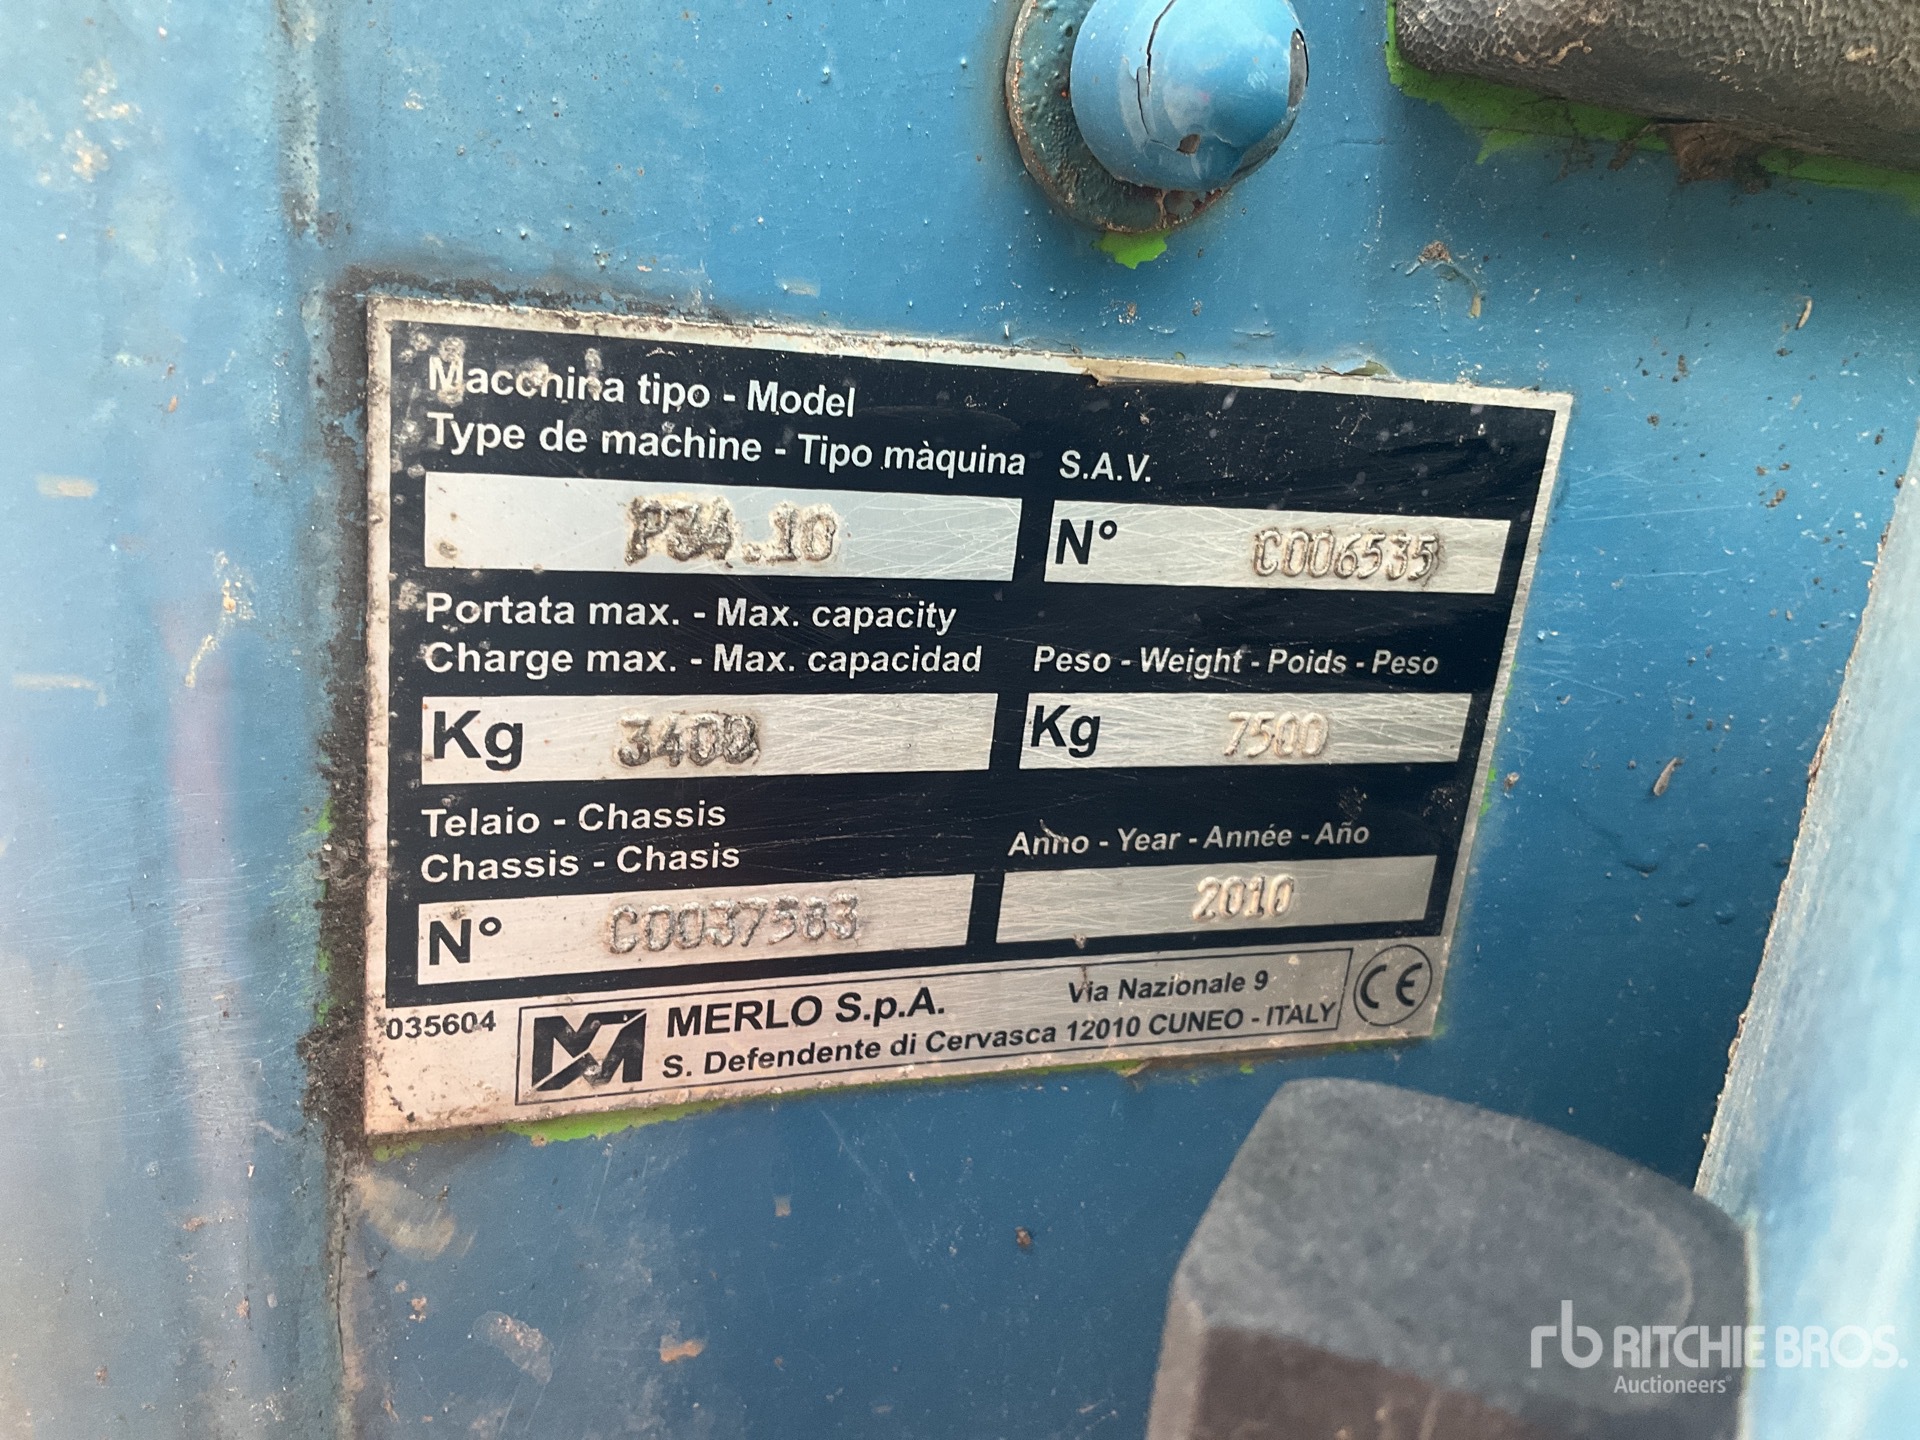 Macchina tipo - Model
Type de machine - Tipo màquina S.A.V.
P34.10 N° C006535
Portata max. - Max. capacity
Charge max. - Max. capacidad Peso - Weight - Poids - Peso
Kg 3400 Kg 7500
Telaio - Chassis
Chassis - Chasis Anno - Year - Année - Año
N° C0037583 2010
035604 MERLO S.p.A. Via Nazionale 9 CE
S. Defendente di Cervasca 12010 CUNEO - ITALY
rb RITCHIE BROS.
Auctioneers